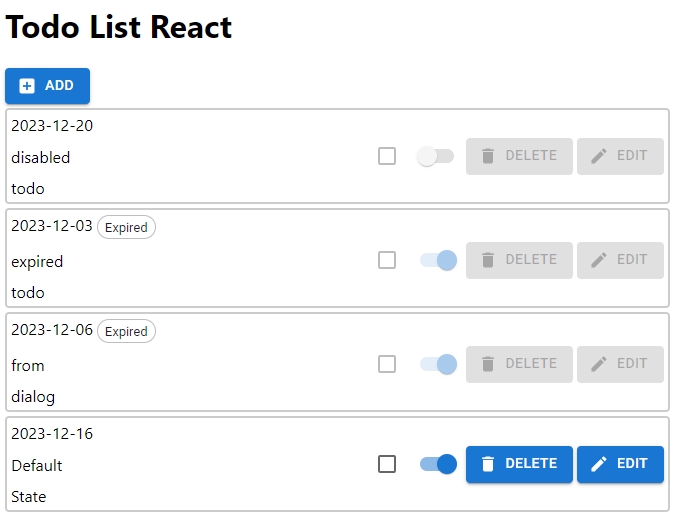 Todo List React
ADD
2023-12-20
disabled
todo
DELETE EDIT
2023-12-03 Expired
expired
todo
DELETE EDIT
2023-12-06 Expired
from
dialog
DELETE EDIT
2023-12-16
Default
State
DELETE EDIT